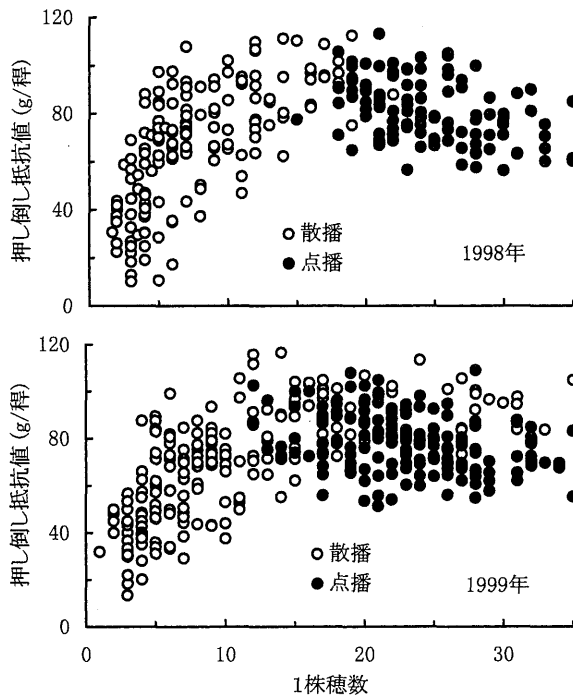 押し倒し抵抗値 (g/稈)
120
80
40
0
散播
点播
1998年
押し倒し抵抗値 (g/稈)
120
80
40
0
散播
点播
1999年
0 10 20 30
1株穂数